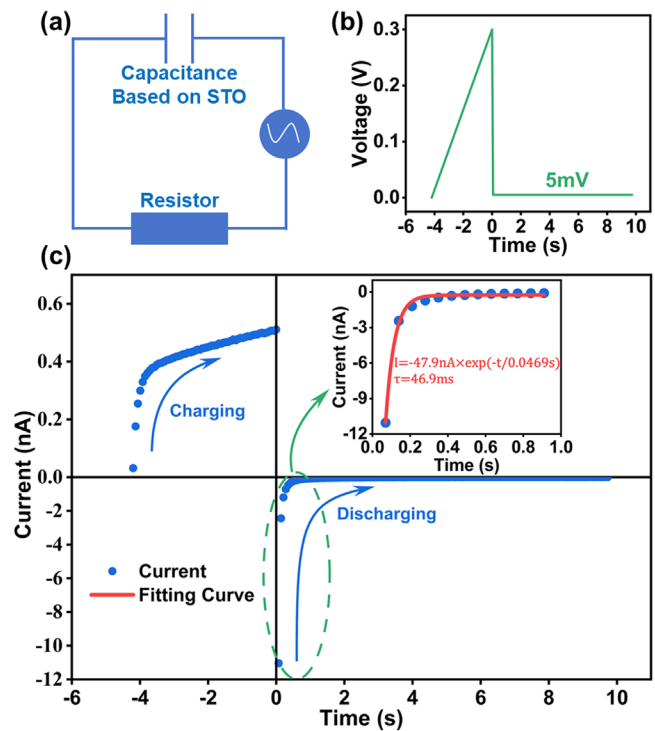 (a)
Capacitance
Based on STO
Resistor
(b)
Voltage (V)
0.3
0.2
0.1
0.0
5mV
-6 -4 -2 0 2 4 6 8 10
Time (s)
(c)
Current (nA)
0.6
0.4
0.2
0.0
-2
-4
-6
-8
-10
-12
Charging
Discharging
Current
Fitting Curve
-6 -4 -2 0 2 4 6 8 10
Time (s)
Current (nA)
0
-3
-6
-9
-12
I=-47.9nA×exp(-t/0.0469s)
τ=46.9ms
0.0 0.2 0.4 0.6 0.8 1.0
Time (s)